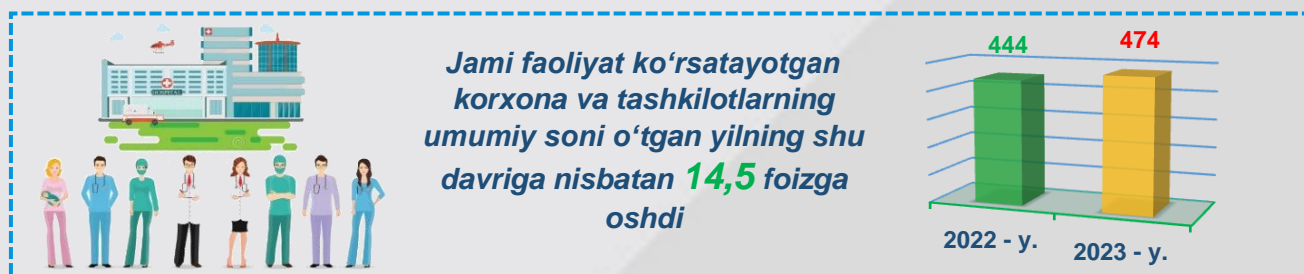 Jami faoliyat ko‘rsatayotgan
korxona va tashkilotlarning
umumiy soni o‘tgan yilning shu
davriga nisbatan 14,5 foizga
oshdi
444
474
2022 - y.
2023 - y.
HOSPITAL